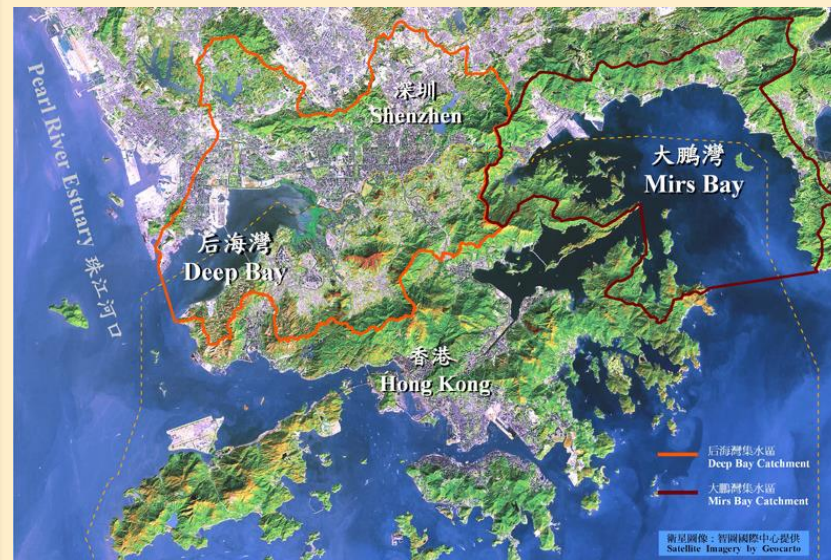 深圳
Shenzhen
大鵬灣
Mirs Bay
Pearl River Estuary 珠江河口
后海灣
Deep Bay
香港
Hong Kong
后海灣集水區
Deep Bay Catchment
大鵬灣集水區
Mirs Bay Catchment
衛星圖像：智圖國際中心提供
Satellite Imagery by Geocarto